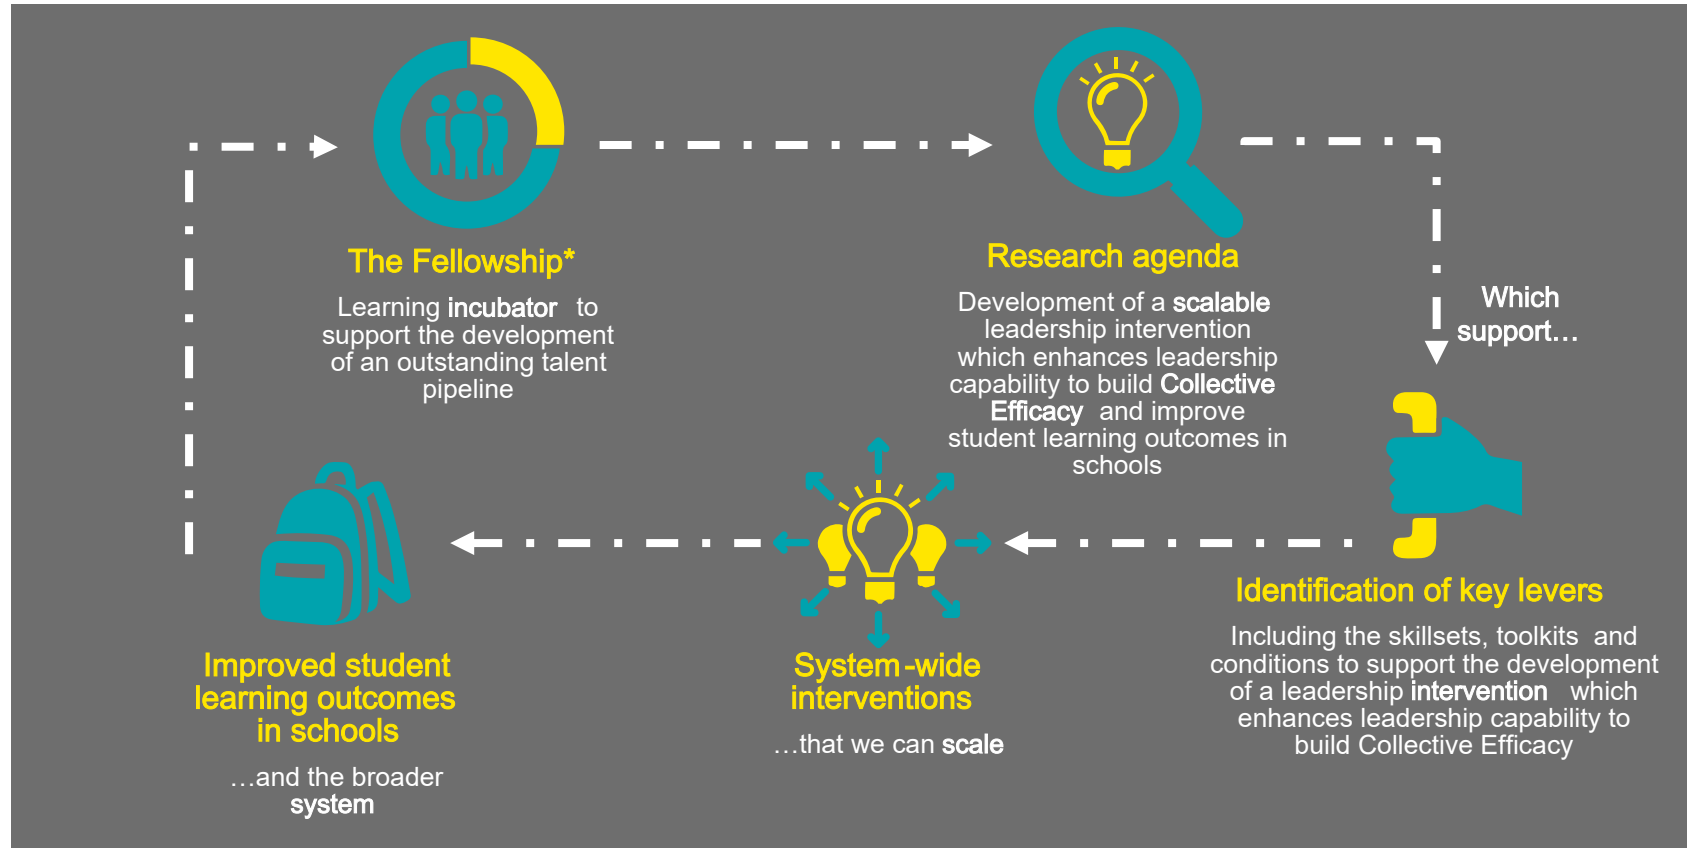 The Fellowship*
Learning incubator to
support the development
of an outstanding talent
pipeline
Research agenda
Development of a scalable
leadership intervention
which enhances leadership
capability to build Collective
Efficacy and improve
student learning outcomes in
schools
Which
support…
Identification of key levers
Including the skillsets, toolkits and
conditions to support the development
of a leadership intervention which
enhances leadership capability to
build Collective Efficacy
System-wide
interventions
…that we can scale
Improved student
learning outcomes
in schools
…and the broader
system